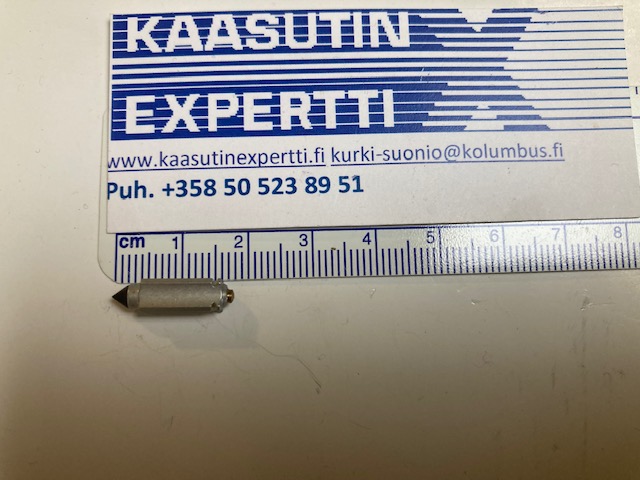 KAASUTIN
EXPERTTI
www.kaasutinexpertti.fi kurki-suonio@kolumbus.fi
Puh. +358 50 523 89 51
cm 1 2 3 4 5 6 7 8